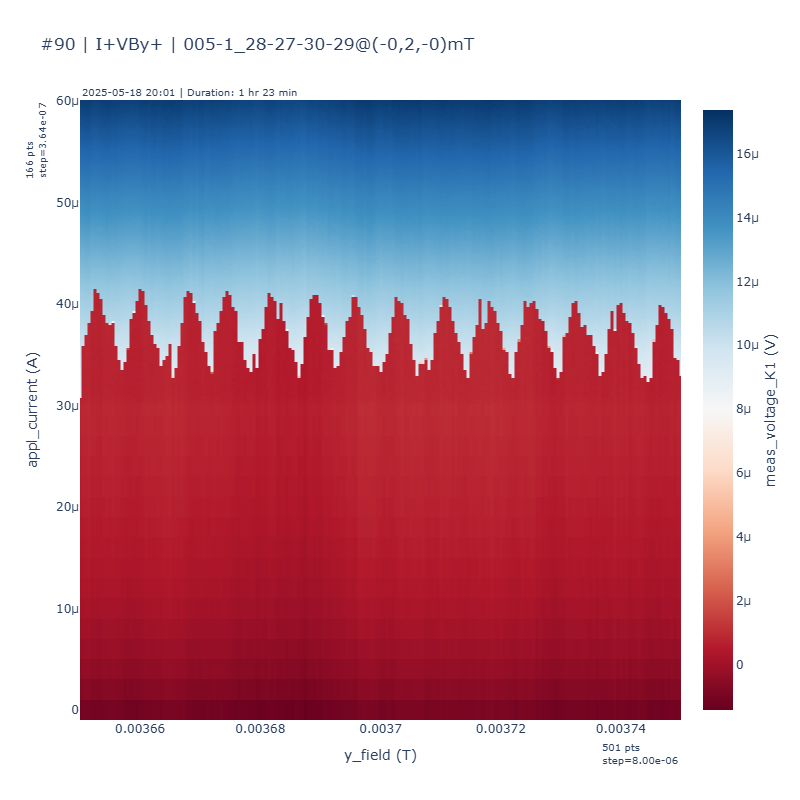 #90 | I+VBy+ | 005-1_28-27-30-29@(-0,2,-0)mT
2025-05-18 20:01 | Duration: 1 hr 23 min
166 pts
step=3.64e-07
60μ
50μ
40μ
30μ
20μ
10μ
0
appl_current (A)
0.00366
0.00368
0.0037
0.00372
0.00374
y_field (T)
501 pts
step=8.00e-06
16μ
14μ
12μ
10μ
8μ
6μ
4μ
2μ
0
meas_voltage_K1 (V)